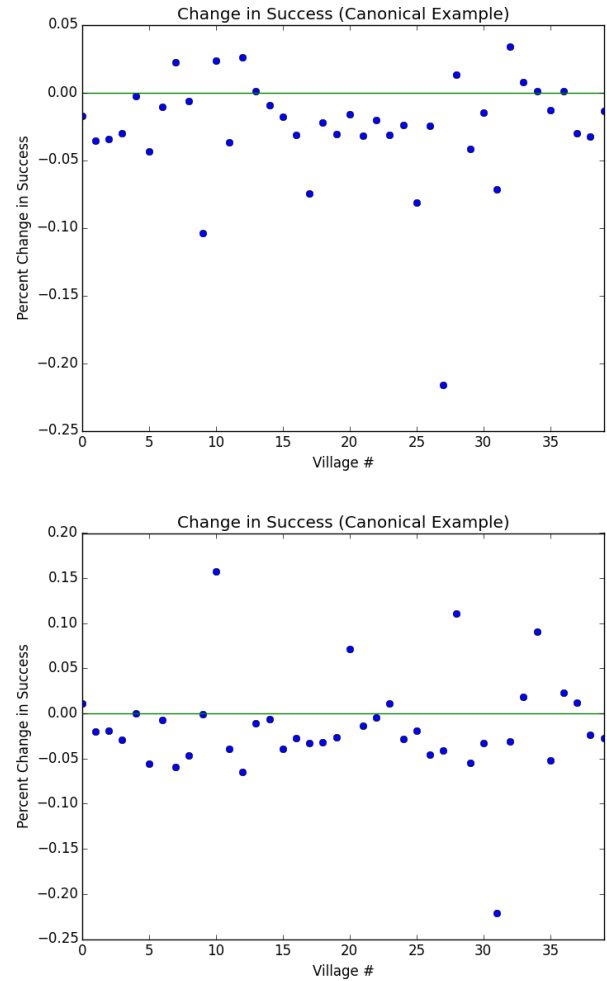 Change in Success (Canonical Example)
0.05
0.00
−0.05
−0.10
−0.15
−0.20
−0.25
Percent Change in Success
0 5 10 15 20 25 30 35
Village #
Change in Success (Canonical Example)
0.20
0.15
0.10
0.05
0.00
−0.05
−0.10
−0.15
−0.20
−0.25
Percent Change in Success
0 5 10 15 20 25 30 35
Village #